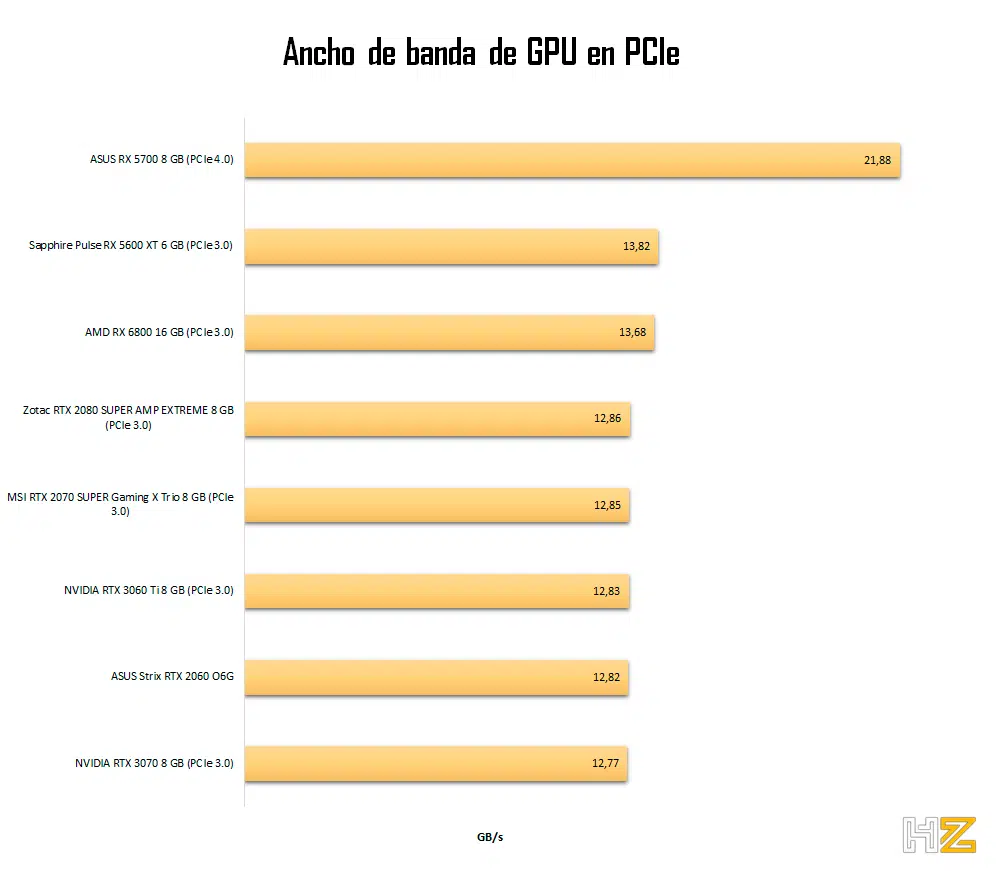 Ancho de banda de GPU en PCIe
ASUS RX 5700 8 GB (PCIe 4.0)
21,88
Sapphire Pulse RX 5600 XT 6 GB (PCIe 3.0)
13,82
AMD RX 6800 16 GB (PCIe 3.0)
13,68
Zotac RTX 2080 SUPER AMP EXTREME 8 GB
(PCIe 3.0)
12,86
MSI RTX 2070 SUPER Gaming X Trio 8 GB (PCIe
3.0)
12,85
NVIDIA RTX 3060 Ti 8 GB (PCIe 3.0)
12,83
ASUS Strix RTX 2060 O6G
12,82
NVIDIA RTX 3070 8 GB (PCIe 3.0)
12,77
GB/s
HZ